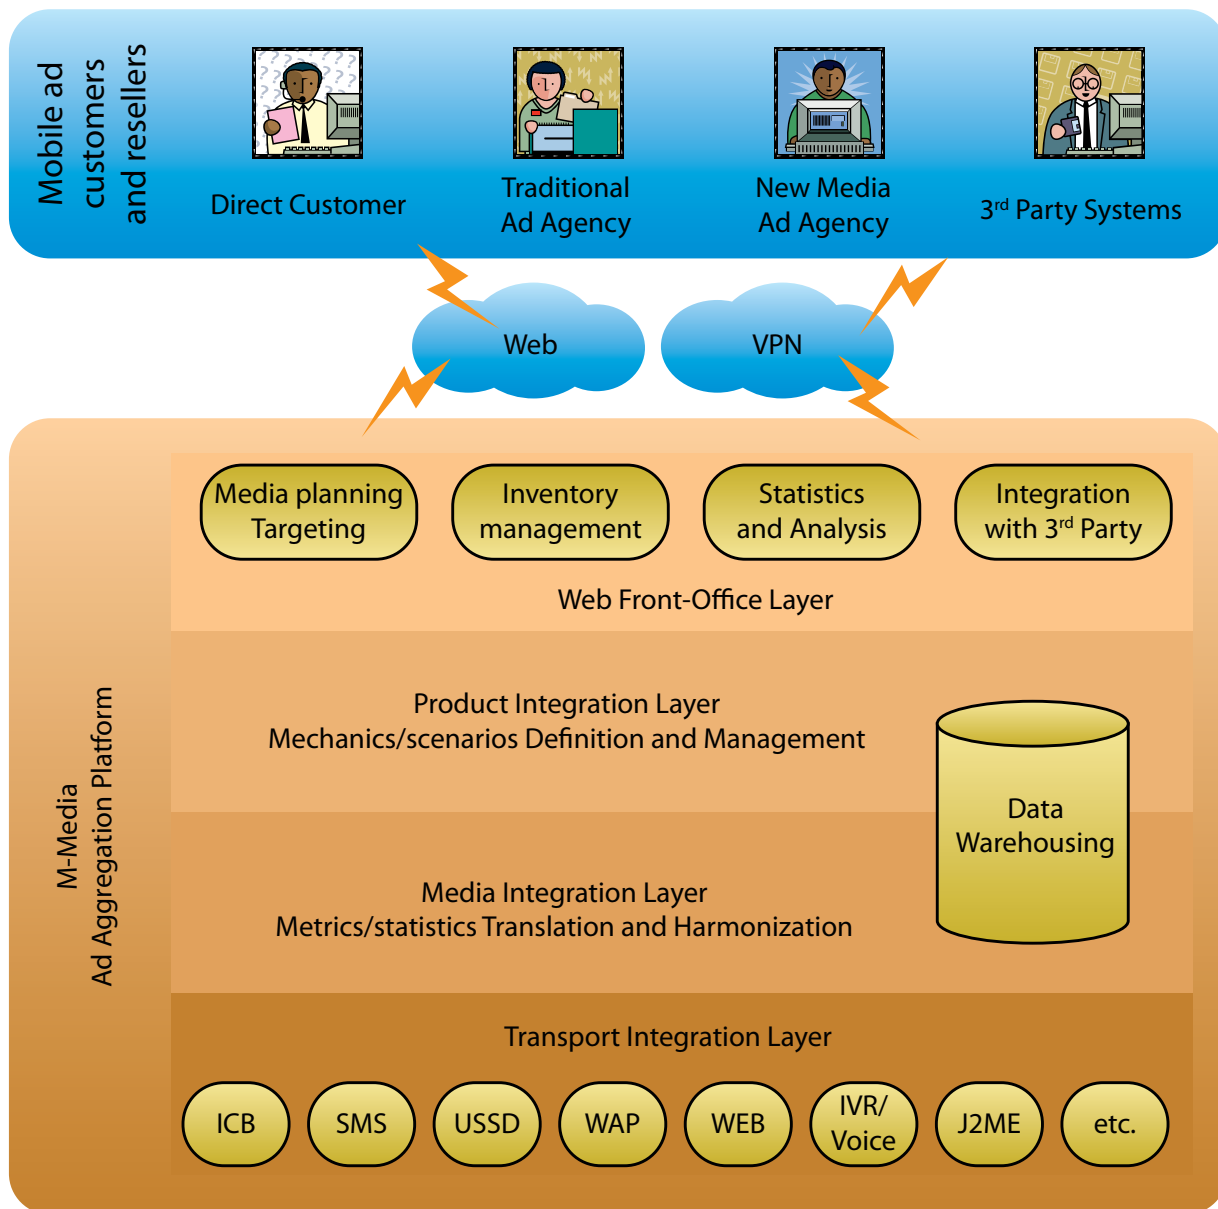 Mobile ad
customers
and resellers
Direct Customer
Traditional
Ad Agency
New Media
Ad Agency
3rd Party Systems
Web
VPN
Media planning
Targeting
Inventory
management
Statistics
and Analysis
Integration
with 3rd Party
Web Front-Office Layer
M-Media
Ad Aggregation Platform
Product Integration Layer
Mechanics/scenarios Definition and Management
Data
Warehousing
Media Integration Layer
Metrics/statistics Translation and Harmonization
Transport Integration Layer
ICB
SMS
USSD
WAP
WEB
IVR/
Voice
J2ME
etc.